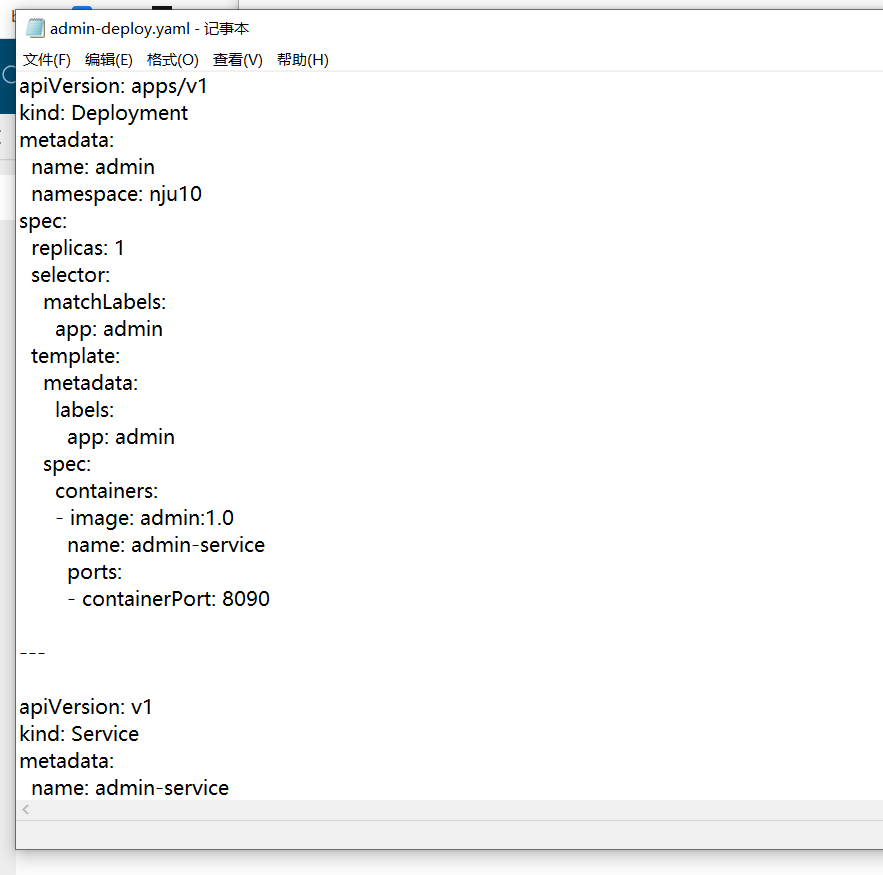 admin-deploy.yaml - 记事本
文件(F) 编辑(E) 格式(O) 查看(V) 帮助(H)
apiVersion: apps/v1
kind: Deployment
metadata:
  name: admin
  namespace: nju10
spec:
  replicas: 1
  selector:
    matchLabels:
      app: admin
  template:
    metadata:
      labels:
        app: admin
    spec:
      containers:
      - image: admin:1.0
        name: admin-service
        ports:
        - containerPort: 8090

---

apiVersion: v1
kind: Service
metadata:
  name: admin-service